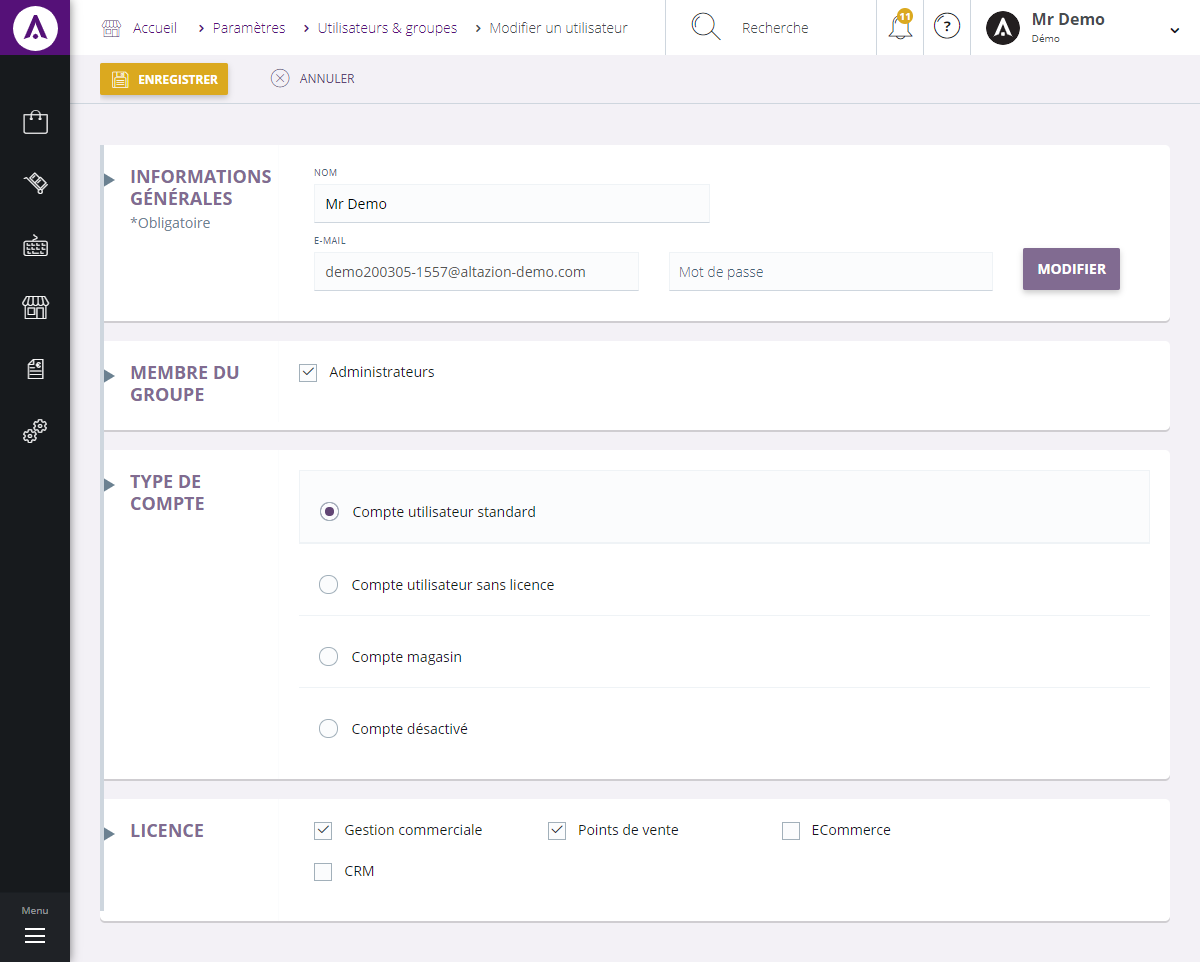 Accueil > Paramètres > Utilisateurs & groupes > Modifier un utilisateur
Recherche
11
?
Mr Demo
Démo
ENREGISTRER
ANNULER
INFORMATIONS
GÉNÉRALES
*Obligatoire
NOM
Mr Demo
E-MAIL
demo200305-1557@altazion-demo.com
Mot de passe
MODIFIER
MEMBRE DU
GROUPE
Administrateurs
TYPE DE
COMPTE
Compte utilisateur standard
Compte utilisateur sans licence
Compte magasin
Compte désactivé
LICENCE
Gestion commerciale
Points de vente
ECommerce
CRM
Menu